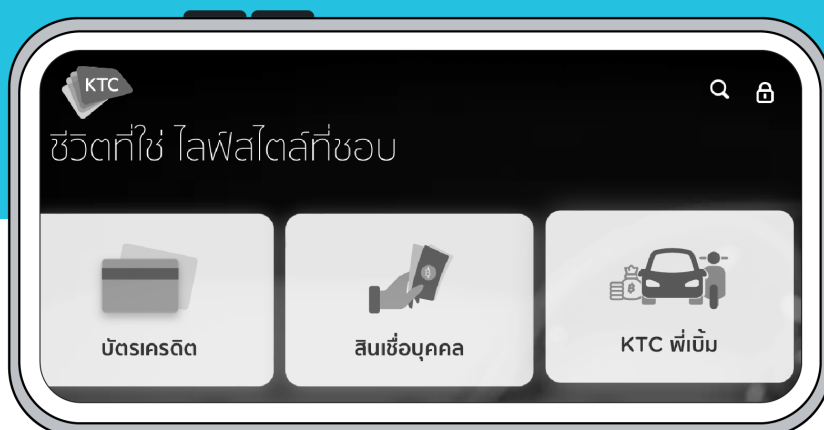 KTC
ชีวิตที่ใช่ ไลฟ์สไตล์ที่ชอบ
บัตรเครดิต
สินเชื่อบุคคล
KTC พี่เบิ้ม